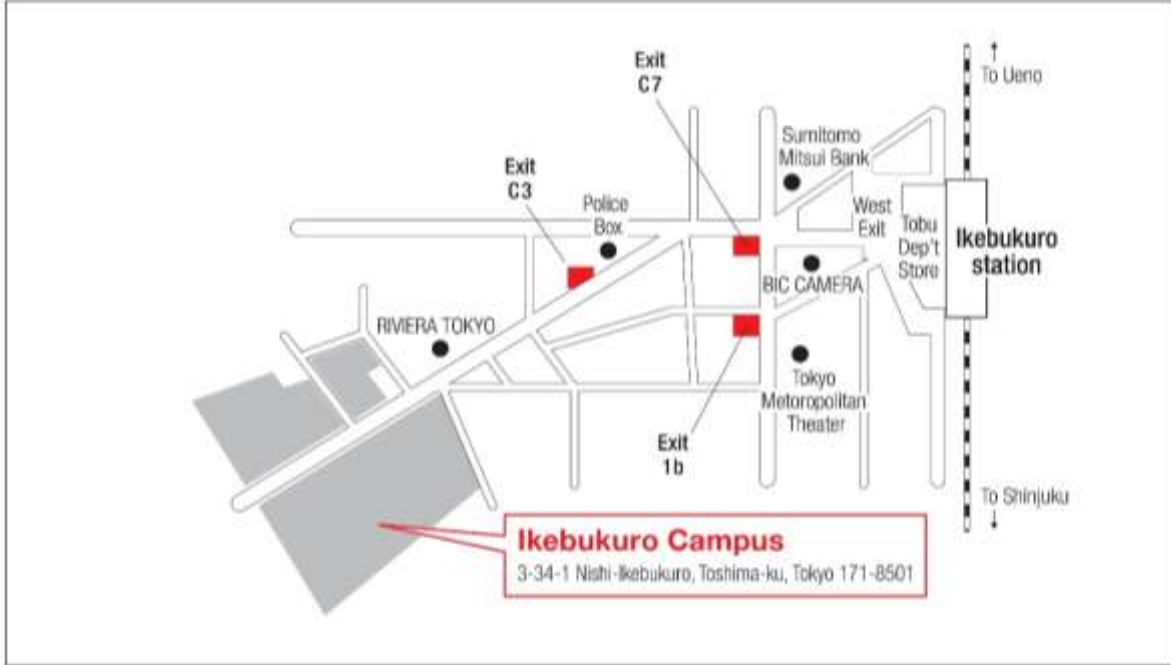 To Ueno
Exit
C7
Sumitomo
Mitsui Bank
Exit
C3
Police
Box
West
Exit
Tobu
Dep't
Store
Ikebukuro
station
BIC CAMERA
RIVIERA TOKYO
Tokyo
Metoropolitan
Theater
Exit
1b
To Shinjuku
Ikebukuro Campus
3-34-1 Nishi-Ikebukuro, Toshima-ku, Tokyo 171-8501